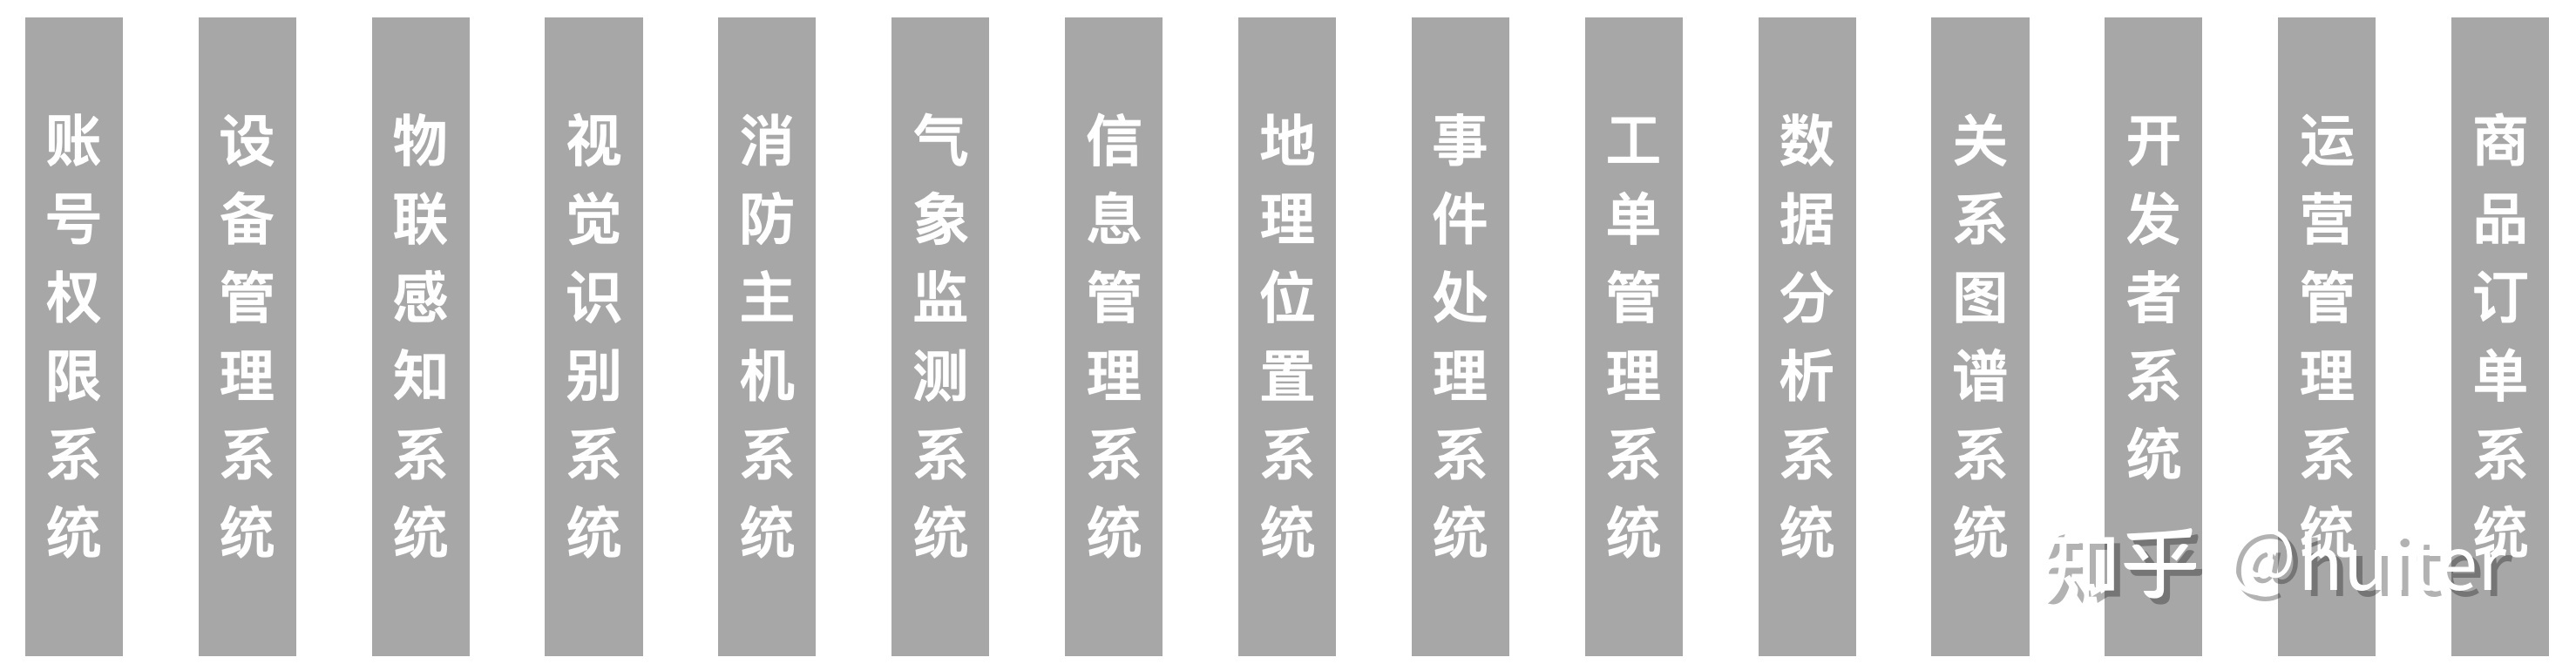 账号权限系统
设备管理系统
物联感知系统
视觉识别系统
消防主机系统
气象监测系统
信息管理系统
地理位置系统
事件处理系统
工单管理系统
数据分析系统
关系图谱系统
开发者系统
运营管理系统
商品订单系统
知乎 @huiter